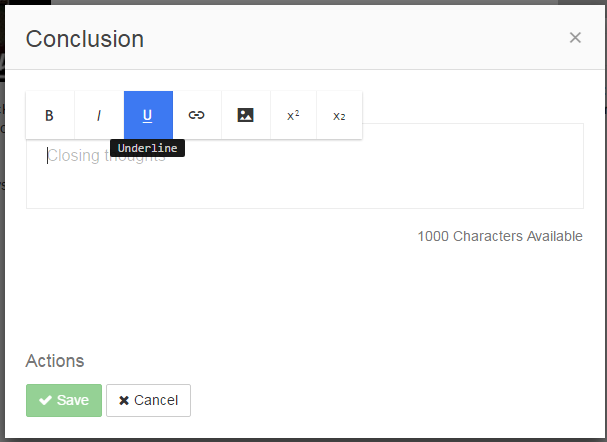 Conclusion ×
B I U x² x₂
Underline
Closing thoughts
1000 Characters Available
Actions
Save Cancel